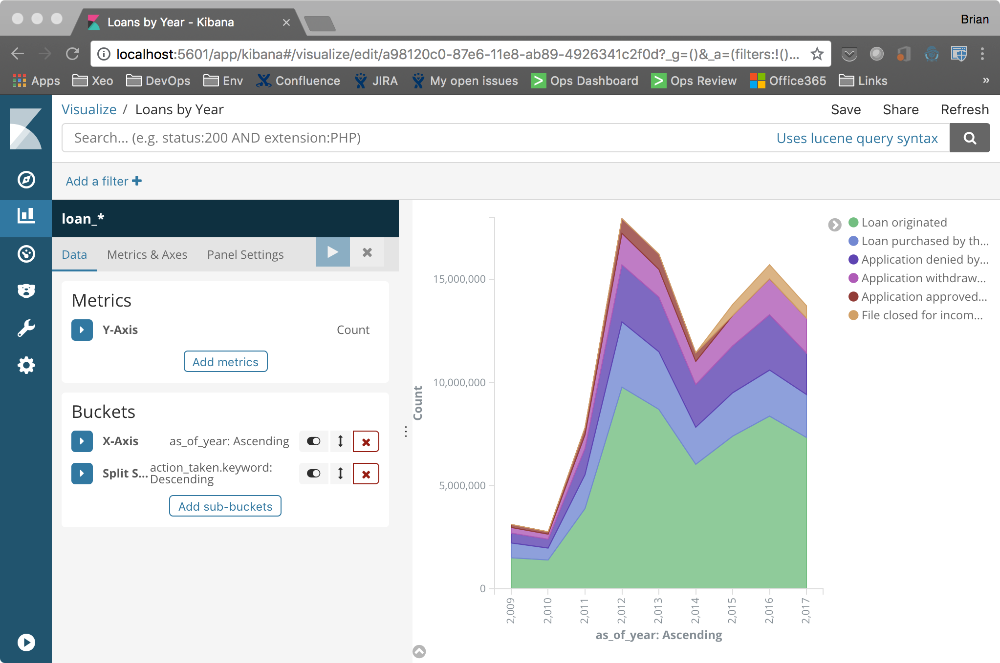 Loans by Year - Kibana
Brian
localhost:5601/app/kibana#/visualize/edit/a98120c0-87e6-11e8-ab89-4926341c2f0d?_g=()&_a=(filters:!()...
Apps Xeo DevOps Env Confluence JIRA My open issues Ops Dashboard Ops Review Office365 Links »
Visualize / Loans by Year
Save Share Refresh
Search... (e.g. status:200 AND extension:PHP)
Uses lucene query syntax
Add a filter
loan_*
Data Metrics & Axes Panel Settings
Metrics
Y-Axis Count
Add metrics
Buckets
X-Axis as_of_year: Ascending
Split S... action_taken.keyword:
Descending
Add sub-buckets
Count
15,000,000
10,000,000
5,000,000
0
2,009
2,010
2,011
2,012
2,013
2,014
2,015
2,016
2,017
as_of_year: Ascending
Loan originated
Loan purchased by th...
Application denied by...
Application withdraw...
Application approved...
File closed for incom...